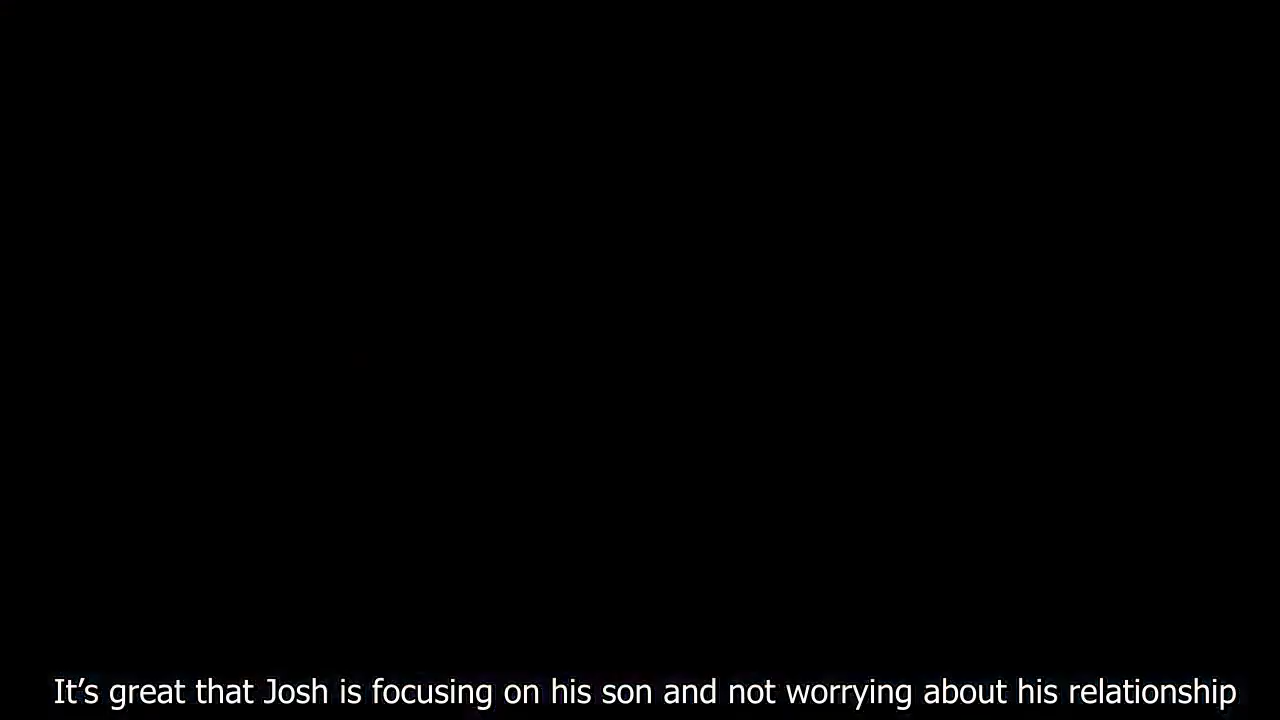 It’s great that Josh is focusing on his son and not worrying about his relationship